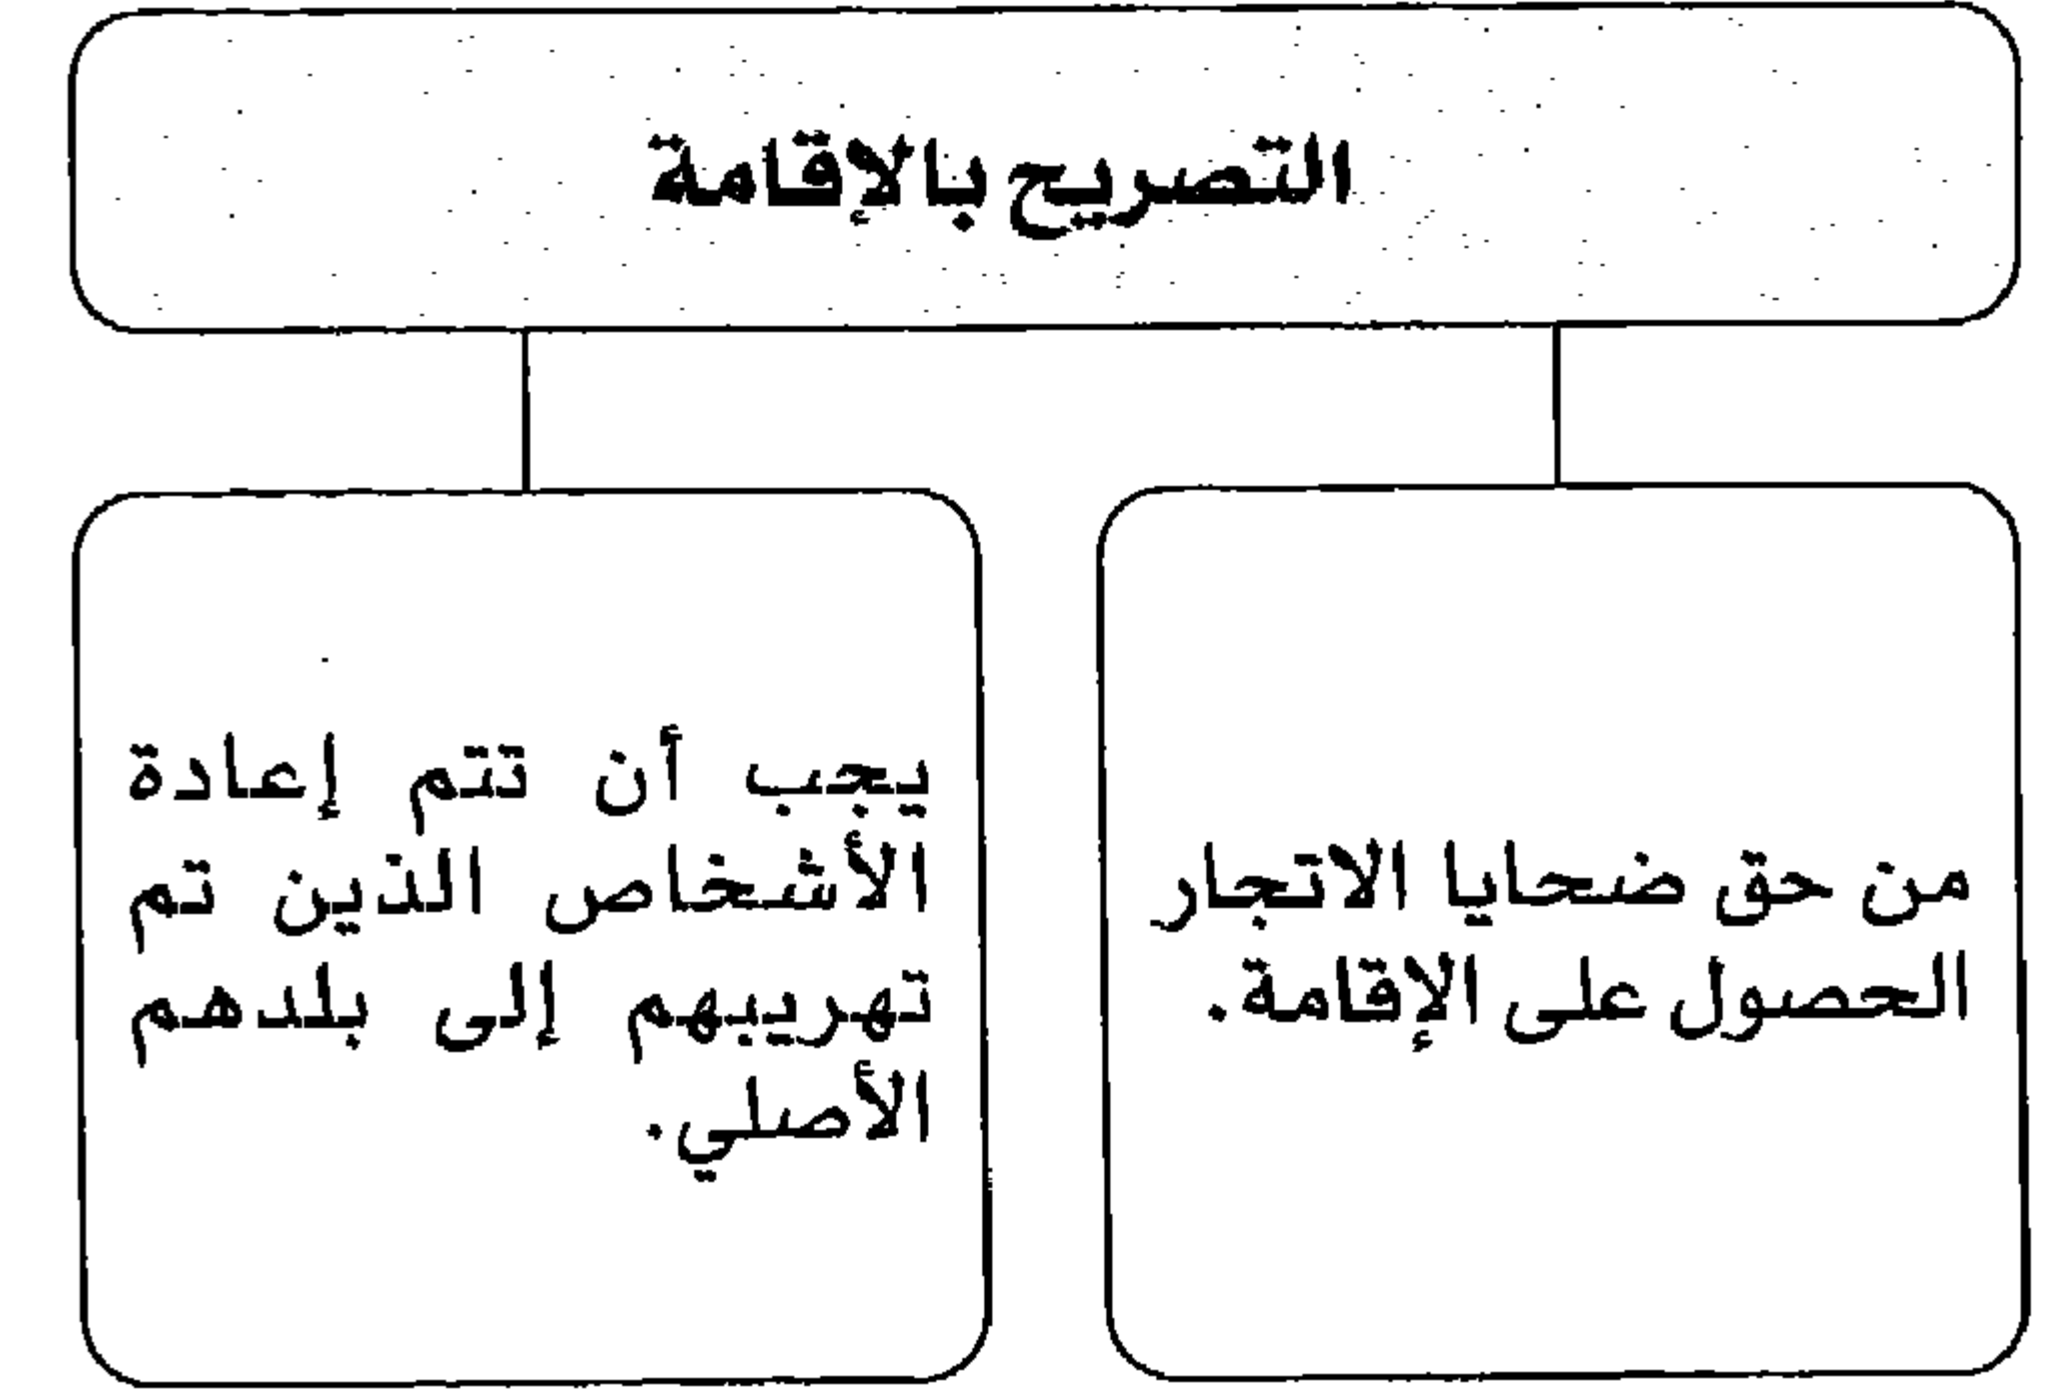 التصريح بالإقامة
من حق ضحايا الاتجار
الحصول على الإقامة.
يجب أن تتم إعادة
الأشخاص الذين تم
تهريبهم إلى بلدهم
الأصلي.